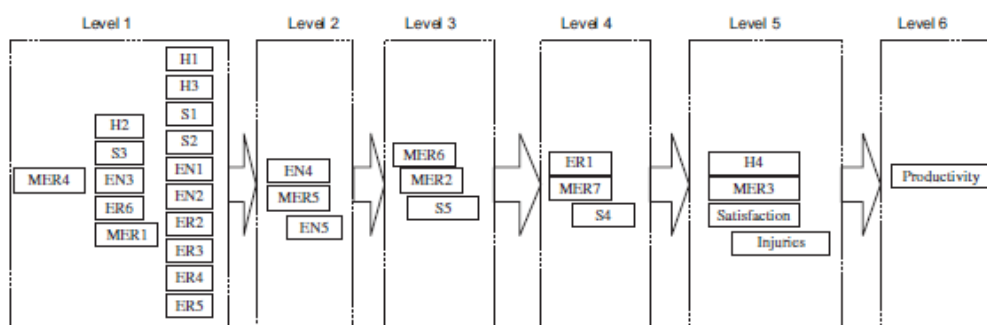 Level 1
Level 2
Level 3
Level 4
Level 5
Level 6
MER4
H2
S3
EN3
ER6
MER1
H1
H3
S1
S2
EN1
EN2
ER2
ER3
ER4
ER5
EN4
MER5
EN5
MER6
MER2
S5
ER1
MER7
S4
H4
MER3
Satisfaction
Injuries
Productivity